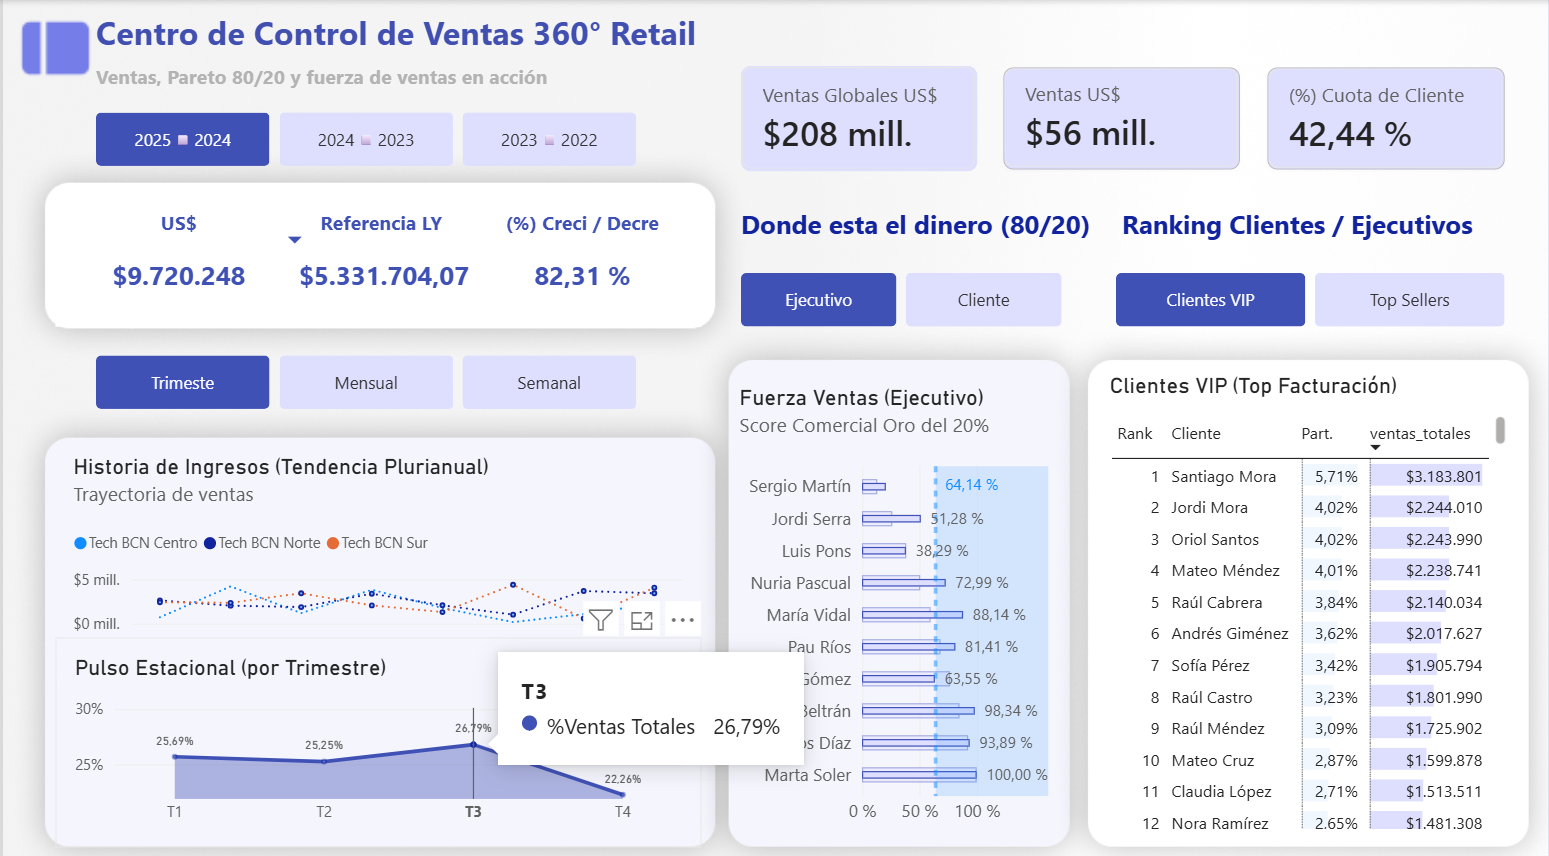 Centro de Control de Ventas 360° Retail
Ventas, Pareto 80/20 y fuerza de ventas en acción
2025 2024
2024 2023
2023 2022
Ventas Globales US$
$208 mill.
Ventas US$
$56 mill.
(%) Cuota de Cliente
42,44 %
US$
Referencia LY
(%) Creci / Decre
$9.720.248
$5.331.704,07
82,31 %
Donde esta el dinero (80/20)
Ranking Clientes / Ejecutivos
Ejecutivo
Cliente
Clientes VIP
Top Sellers
Trimeste
Mensual
Semanal
Historia de Ingresos (Tendencia Plurianual)
Trayectoria de ventas
Tech BCN Centro Tech BCN Norte Tech BCN Sur
$5 mill.
$0 mill.
Pulso Estacional (por Trimestre)
30%
25%
25,69%
25,25%
26,79%
22,26%
T1 T2 T3 T4
T3
%Ventas Totales 26,79%
Fuerza Ventas (Ejecutivo)
Score Comercial Oro del 20%
Sergio Martín 64,14 %
Jordi Serra 51,28 %
Luis Pons 38,29 %
Nuria Pascual 72,99 %
María Vidal 88,14 %
Pau Ríos 81,41 %
Gómez 63,55 %
Beltrán 98,34 %
os Díaz 93,89 %
Marta Soler 100,00 %
0 % 50 % 100 %
Clientes VIP (Top Facturación)
Rank Cliente Part. ventas_totales
1 Santiago Mora 5,71% $3.183.801
2 Jordi Mora 4,02% $2.244.010
3 Oriol Santos 4,02% $2.243.990
4 Mateo Méndez 4,01% $2.238.741
5 Raúl Cabrera 3,84% $2.140.034
6 Andrés Giménez 3,62% $2.017.627
7 Sofía Pérez 3,42% $1.905.794
8 Raúl Castro 3,23% $1.801.990
9 Raúl Méndez 3,09% $1.725.902
10 Mateo Cruz 2,87% $1.599.878
11 Claudia López 2,71% $1.513.511
12 Nora Ramírez 2,65% $1.481.308